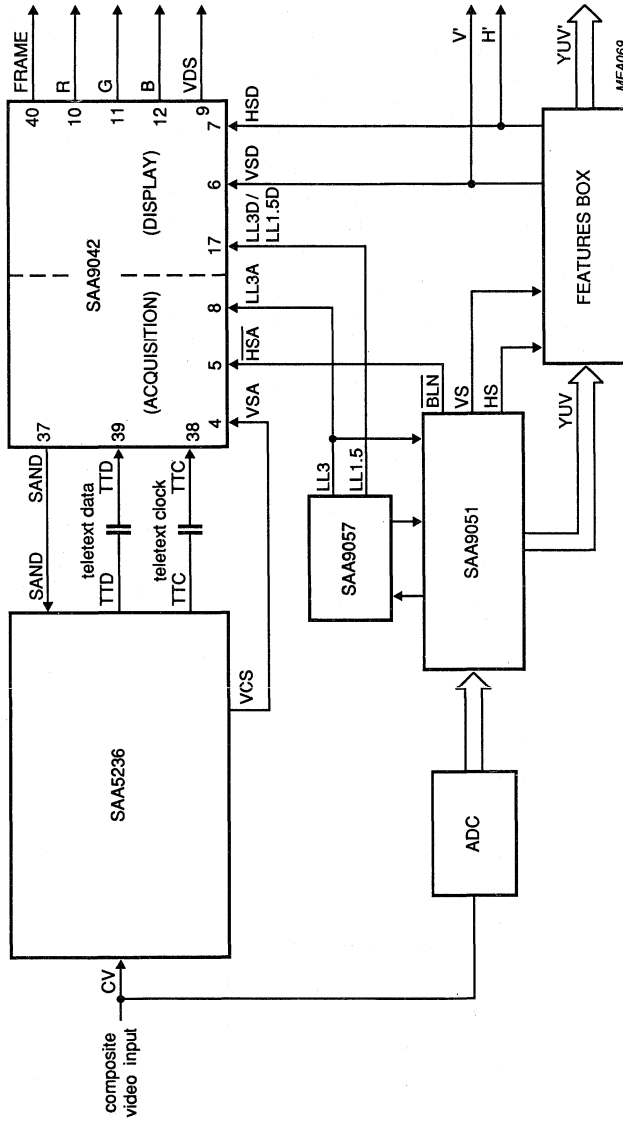 composite
video input
CV
SAA5236
SAND
TTD
TTC
teletext data
teletext clock
SAND
TTD
TTC
VCS
37
39
38
SAA9042
(ACQUISITION)
(DISPLAY)
40
10
11
12
9
FRAME
R
G
B
VDS
4
5
8
17
6
7
VSA
HSA
LL3A
LL3D/
LL1.5D
VSD
HSD
V'
H'
SAA9057
LL3
LL1.5
ADC
SAA9051
BLN
VS
HS
YUV
FEATURES BOX
YUV'
MEA069